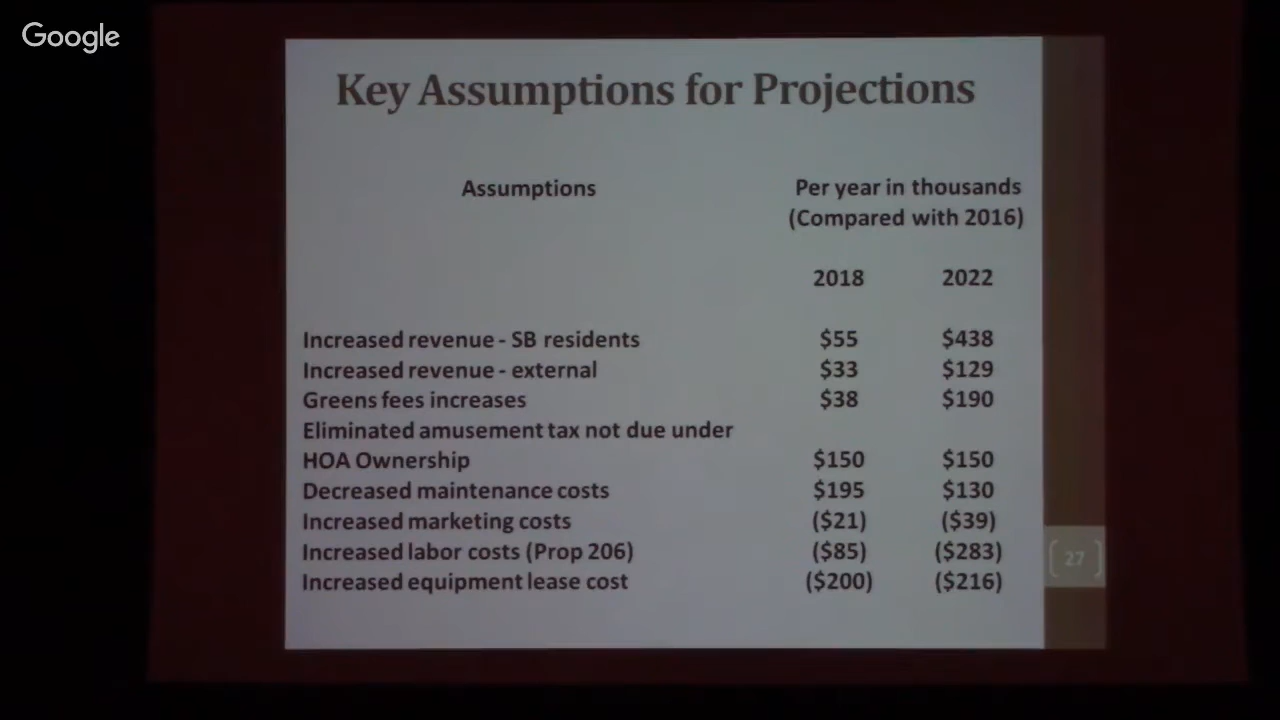 Google
Key Assumptions for Projections
Assumptions
Per year in thousands
(Compared with 2016)
2018 2022
Increased revenue - SB residents $55 $438
Increased revenue - external $33 $129
Greens fees increases $38 $190
Eliminated amusement tax not due under
HOA Ownership $150 $150
Decreased maintenance costs $195 $130
Increased marketing costs ($21) ($39)
Increased labor costs (Prop 206) ($85) ($283)
Increased equipment lease cost ($200) ($216)
27